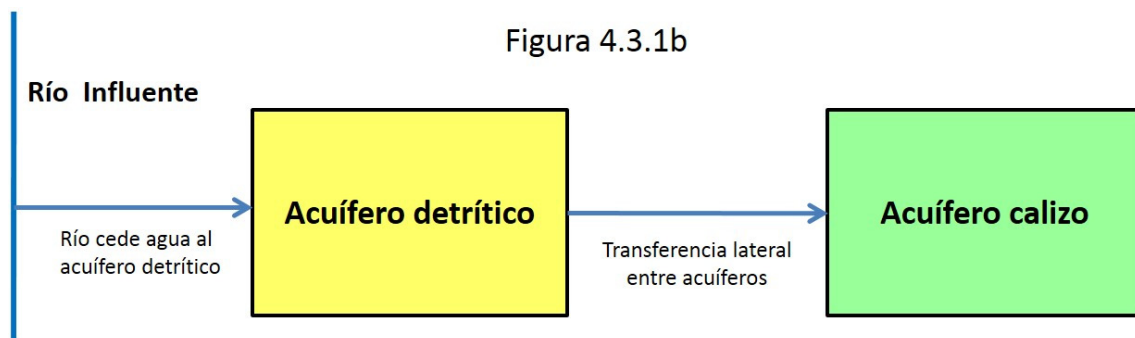 Figura 4.3.1b
Río Influente
Acuífero detrítico
Acuífero calizo
Río cede agua al
acuífero detrítico
Transferencia lateral
entre acuíferos